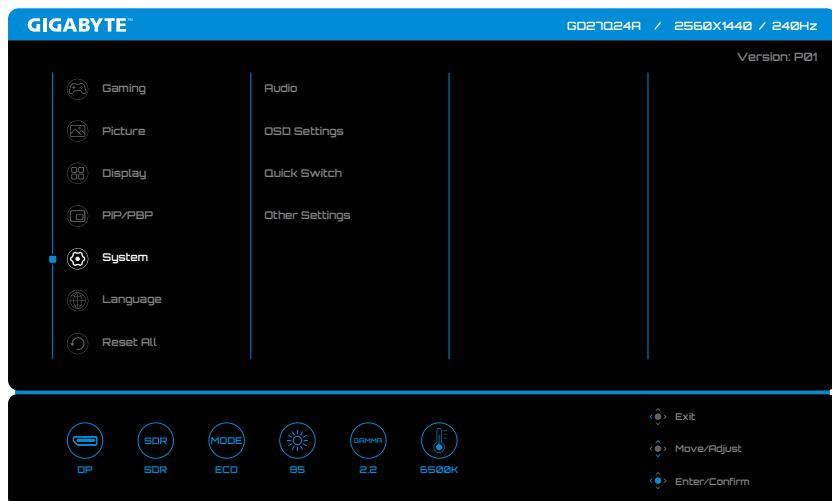 GIGABYTE™
GO27Q24A / 2560X1440 / 240Hz
Version: P01
Gaming
Audio
Picture
OSD Settings
Display
Quick Switch
PIP/PBP
Other Settings
System
Language
Reset All
SDR
MODE
GAMMA
DP
SDR
ECO
85
2.2
6500K
Exit
Move/Adjust
Enter/Confirm